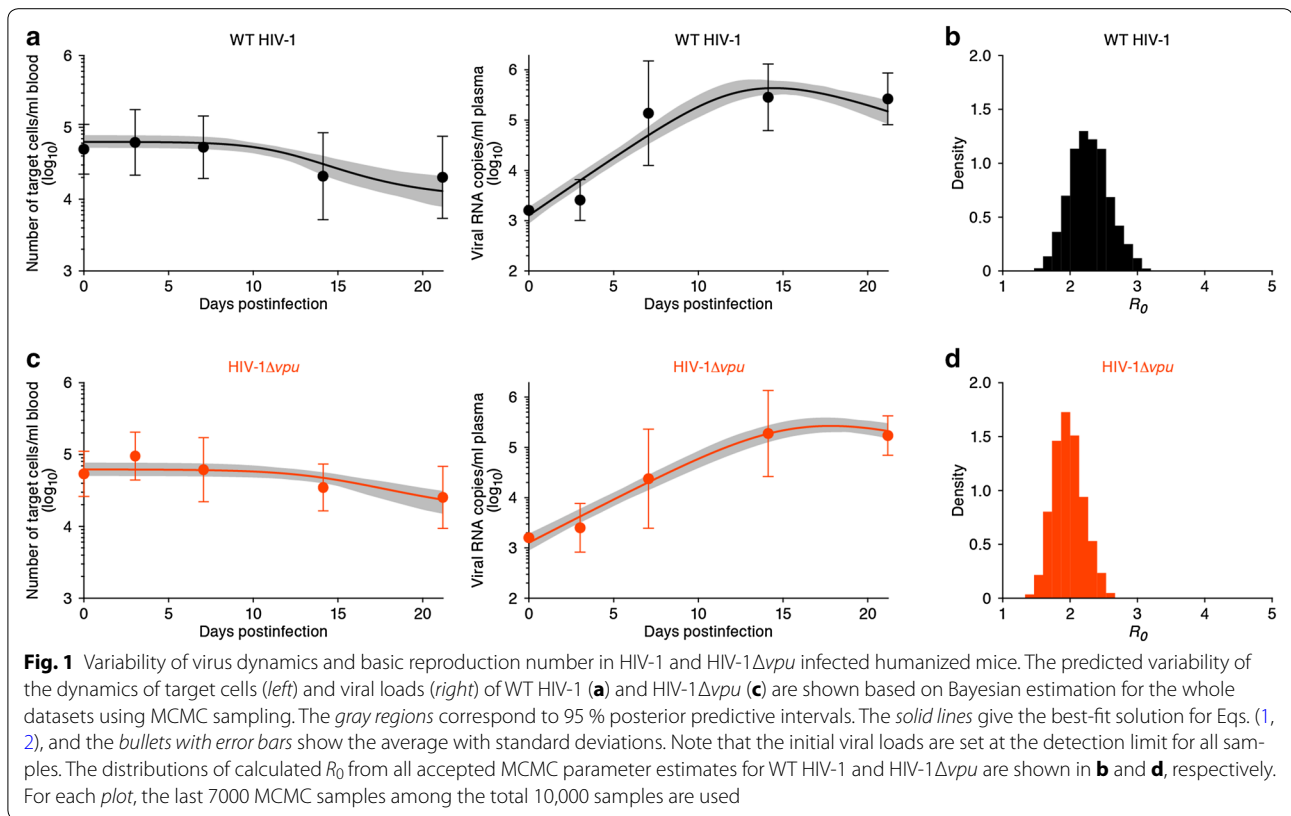 a
WT HIV-1
Number of target cells/ml blood
(log10)
6
5
4
3
0 5 10 15 20
Days postinfection
Viral RNA copies/ml plasma
(log10)
6
5
4
3
2
0 5 10 15 20
Days postinfection
b
WT HIV-1
Density
2.0
1.5
1.0
0.5
0
1 2 3 4 5
R0
c
HIV-1Δvpu
Number of target cells/ml blood
(log10)
6
5
4
3
0 5 10 15 20
Days postinfection
HIV-1Δvpu
Viral RNA copies/ml plasma
(log10)
6
5
4
3
2
0 5 10 15 20
Days postinfection
d
HIV-1Δvpu
Density
2.0
1.5
1.0
0.5
0
1 2 3 4 5
R0
Fig. 1 Variability of virus dynamics and basic reproduction number in HIV-1 and HIV-1Δvpu infected humanized mice. The predicted variability of
the dynamics of target cells (left) and viral loads (right) of WT HIV-1 (a) and HIV-1Δvpu (c) are shown based on Bayesian estimation for the whole
datasets using MCMC sampling. The gray regions correspond to 95 % posterior predictive intervals. The solid lines give the best-fit solution for Eqs. (1,
2), and the bullets with error bars show the average with standard deviations. Note that the initial viral loads are set at the detection limit for all sam-
ples. The distributions of calculated R0 from all accepted MCMC parameter estimates for WT HIV-1 and HIV-1Δvpu are shown in b and d, respectively.
For each plot, the last 7000 MCMC samples among the total 10,000 samples are used